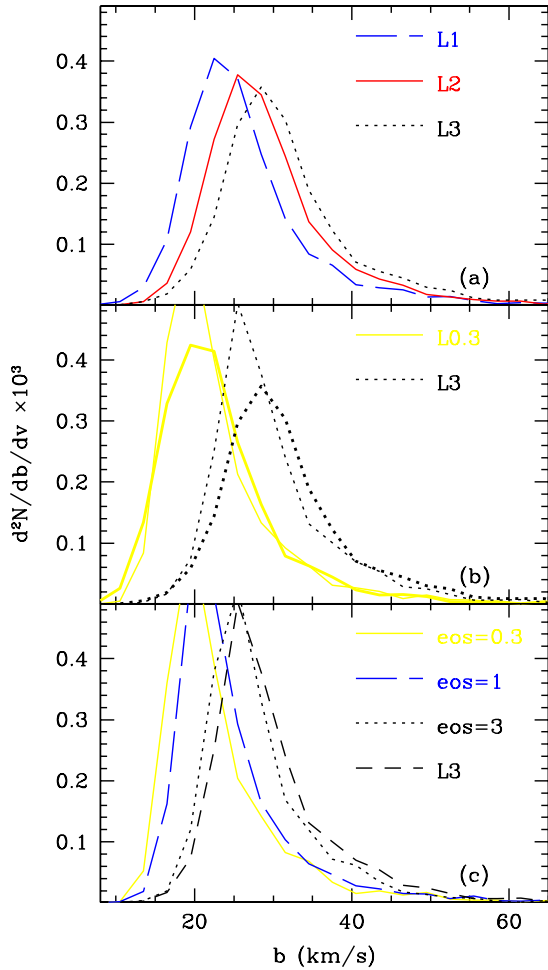 0.4
0.3
0.2
0.1
L1
L2
L3
(a)
0.4
0.3
0.2
0.1
L0.3
L3
(b)
d²N/db/dv ×10³
0.4
0.3
0.2
0.1
eos=0.3
eos=1
eos=3
L3
(c)
20 40 60
b (km/s)